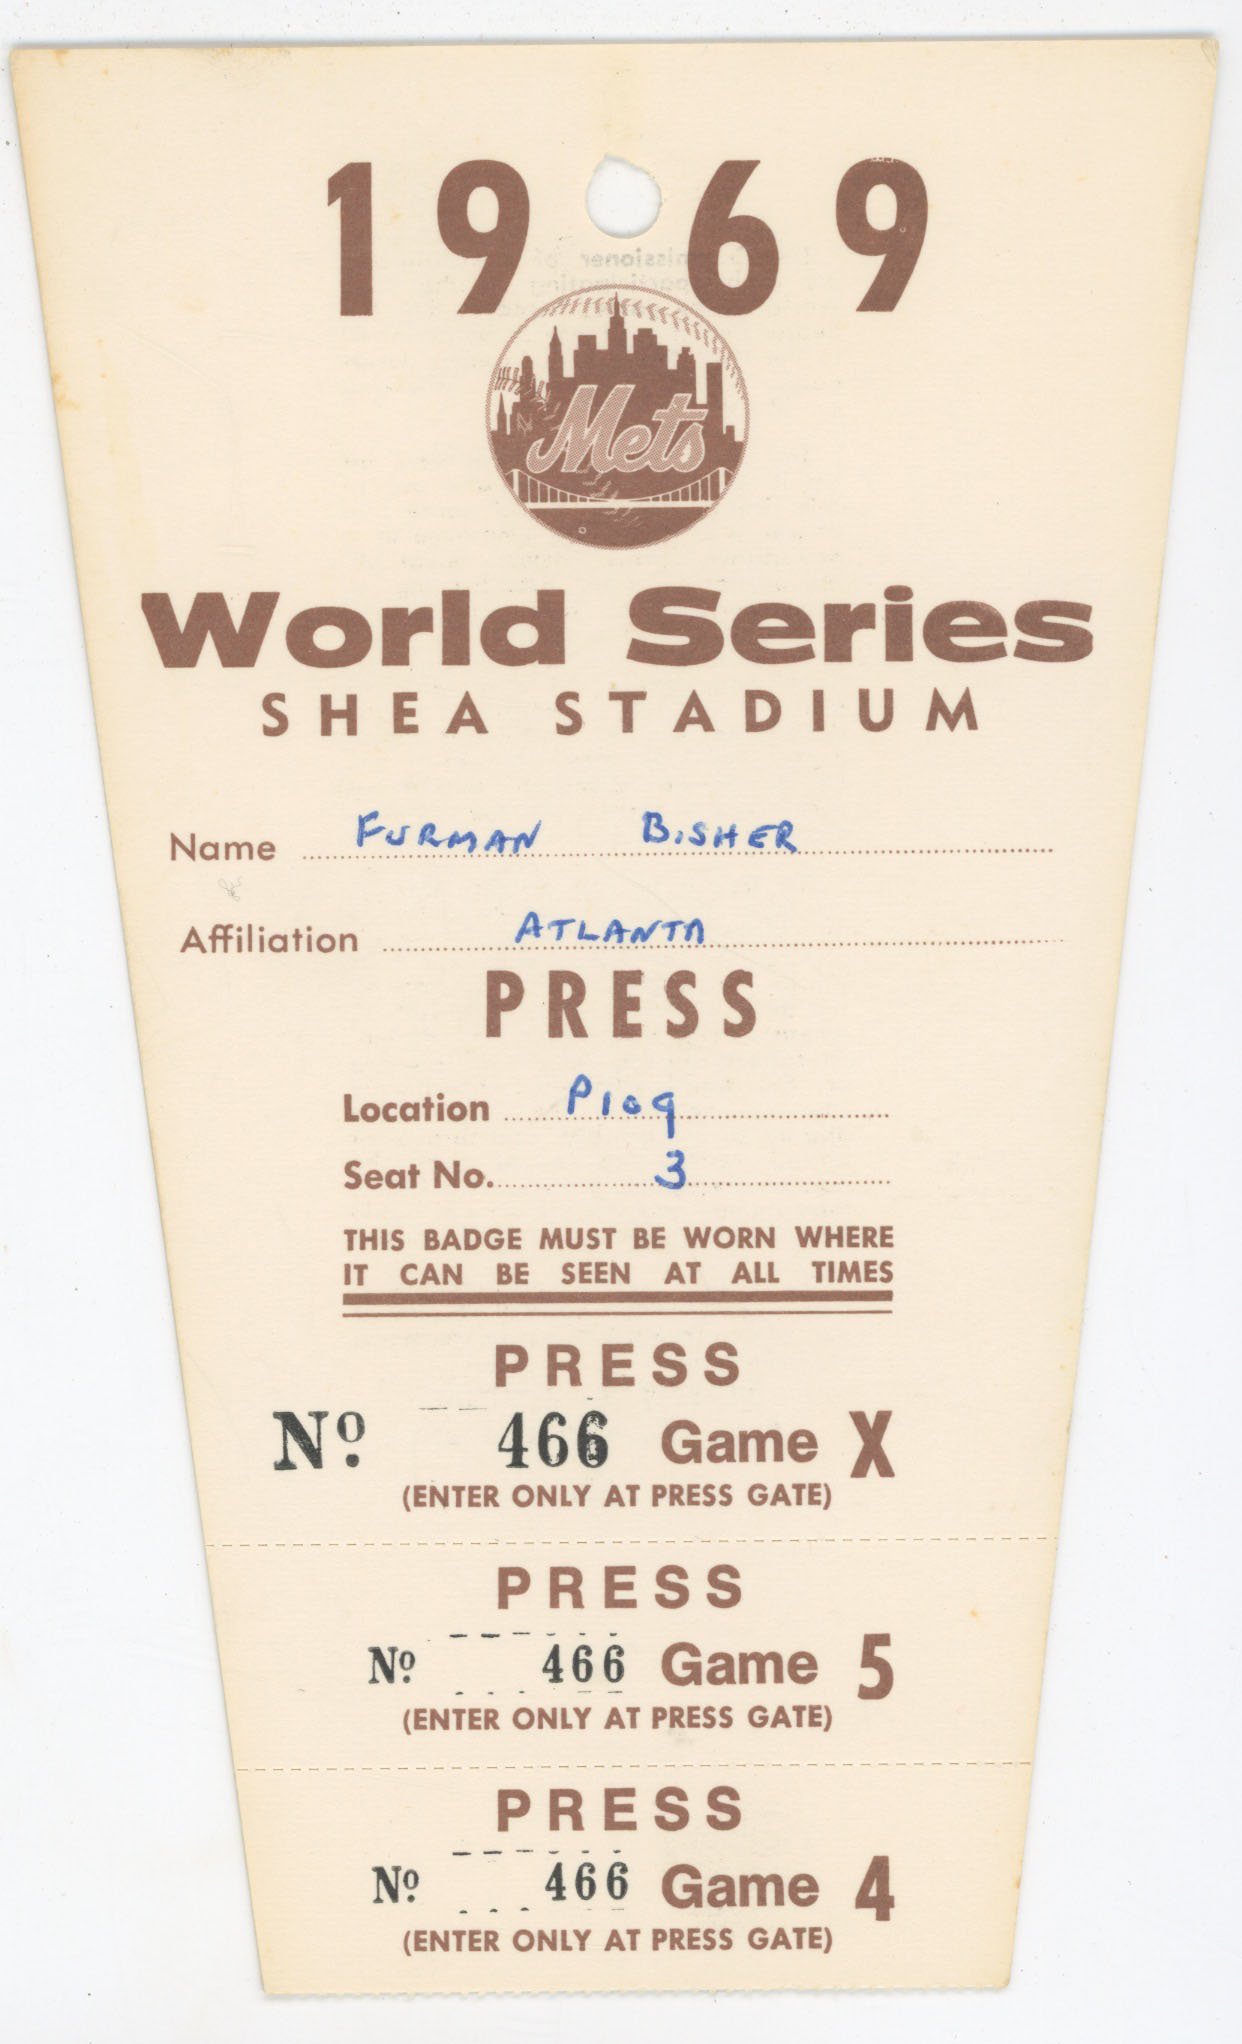 1969
Mets
World Series
SHEA STADIUM
Name FURMAN BISHER
Affiliation ATLANTA
PRESS
Location P109
Seat No. 3
THIS BADGE MUST BE WORN WHERE
IT CAN BE SEEN AT ALL TIMES
PRESS
Nº 466 Game X
(ENTER ONLY AT PRESS GATE)
PRESS
Nº 466 Game 5
(ENTER ONLY AT PRESS GATE)
PRESS
Nº 466 Game 4
(ENTER ONLY AT PRESS GATE)